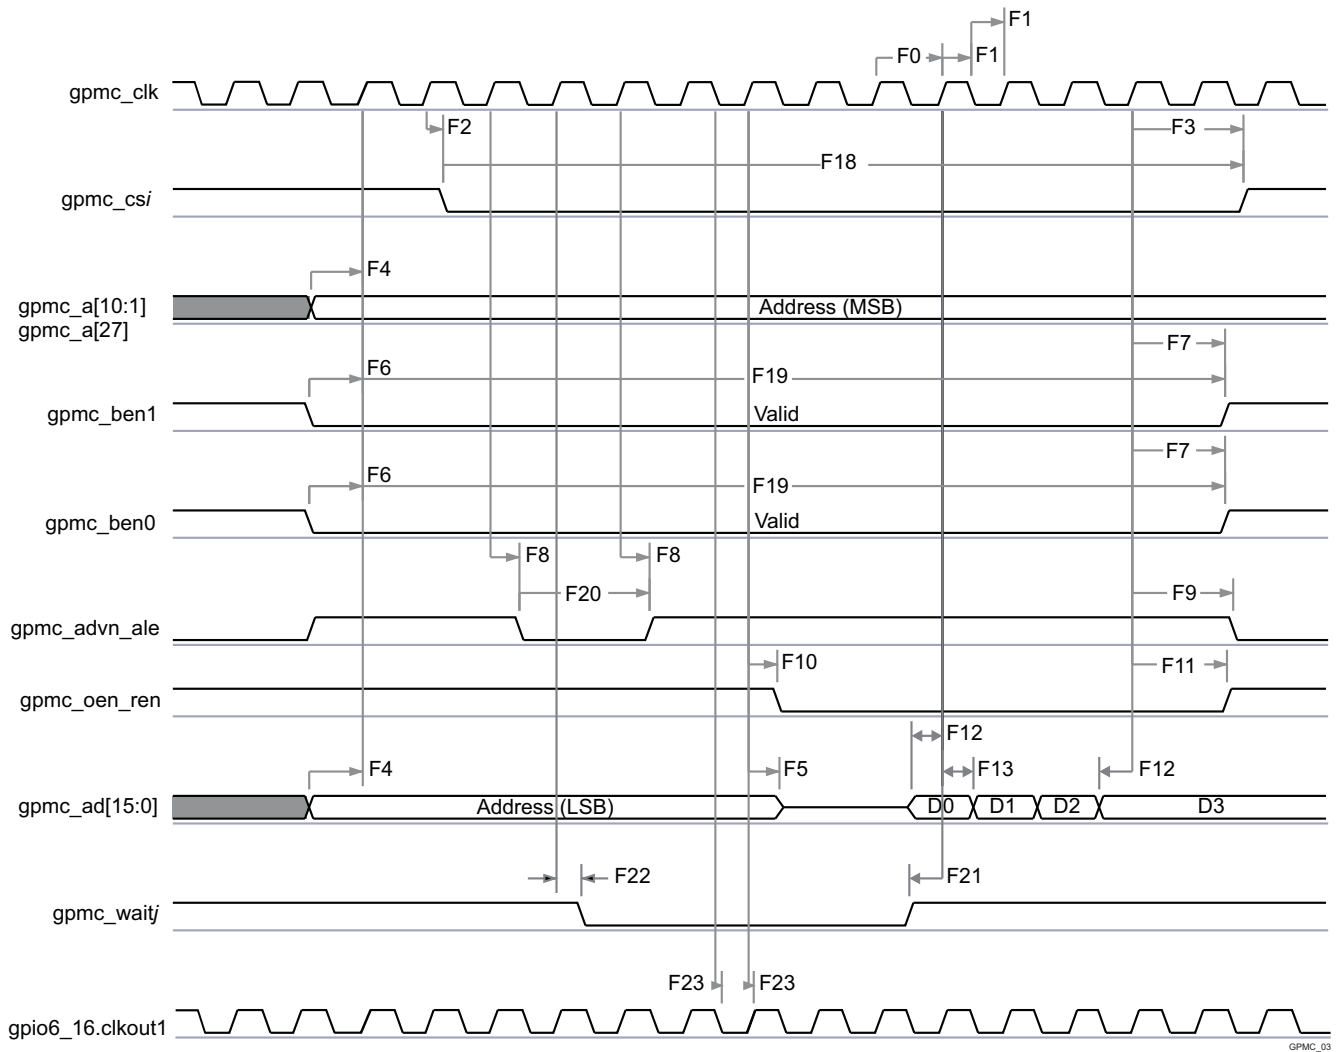 F1
F0
F1
gpmc_clk
F2
F3
F18
gpmc_csi
F4
gpmc_a[10:1]
Address (MSB)
gpmc_a[27]
F7
F6
F19
gpmc_ben1
Valid
F7
F6
F19
gpmc_ben0
Valid
F8
F8
F20
F9
gpmc_advn_ale
F10
F11
gpmc_oen_ren
F12
F4
F5
F13
F12
gpmc_ad[15:0]
Address (LSB)
D0
D1
D2
D3
F22
F21
gpmc_waitj
F23
F23
gpio6_16.clkout1
GPMC_03